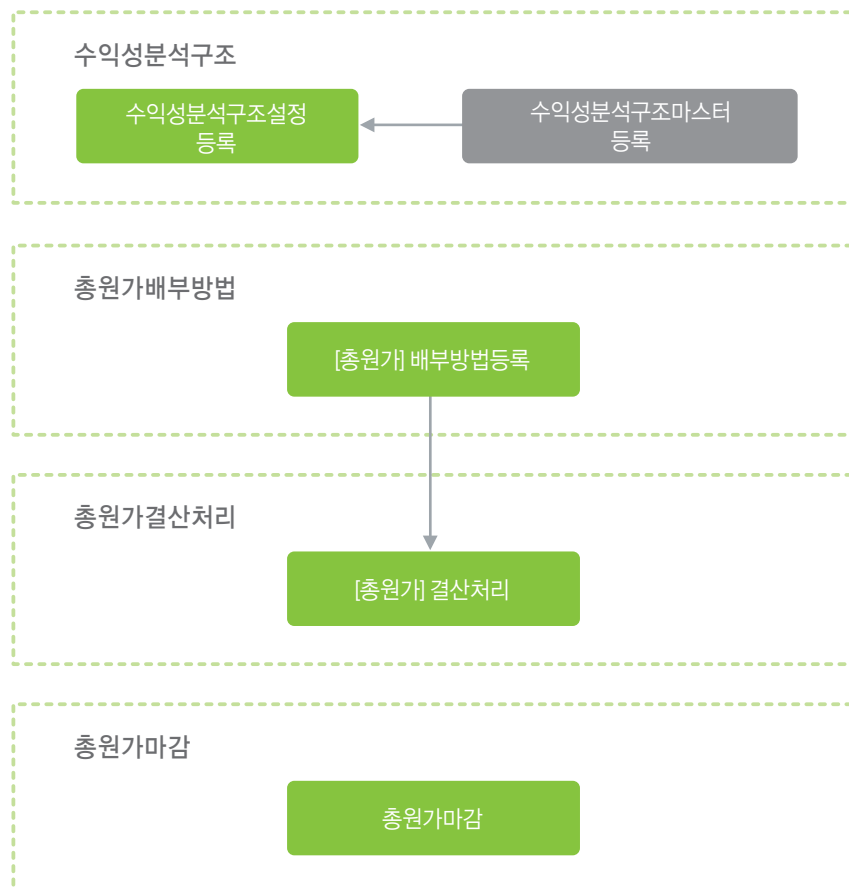 수익성분석구조
수익성분석구조설정
등록
수익성분석구조마스터
등록
총원가배부방법
[총원가] 배부방법등록
총원가결산처리
[총원가] 결산처리
총원가마감
총원가마감